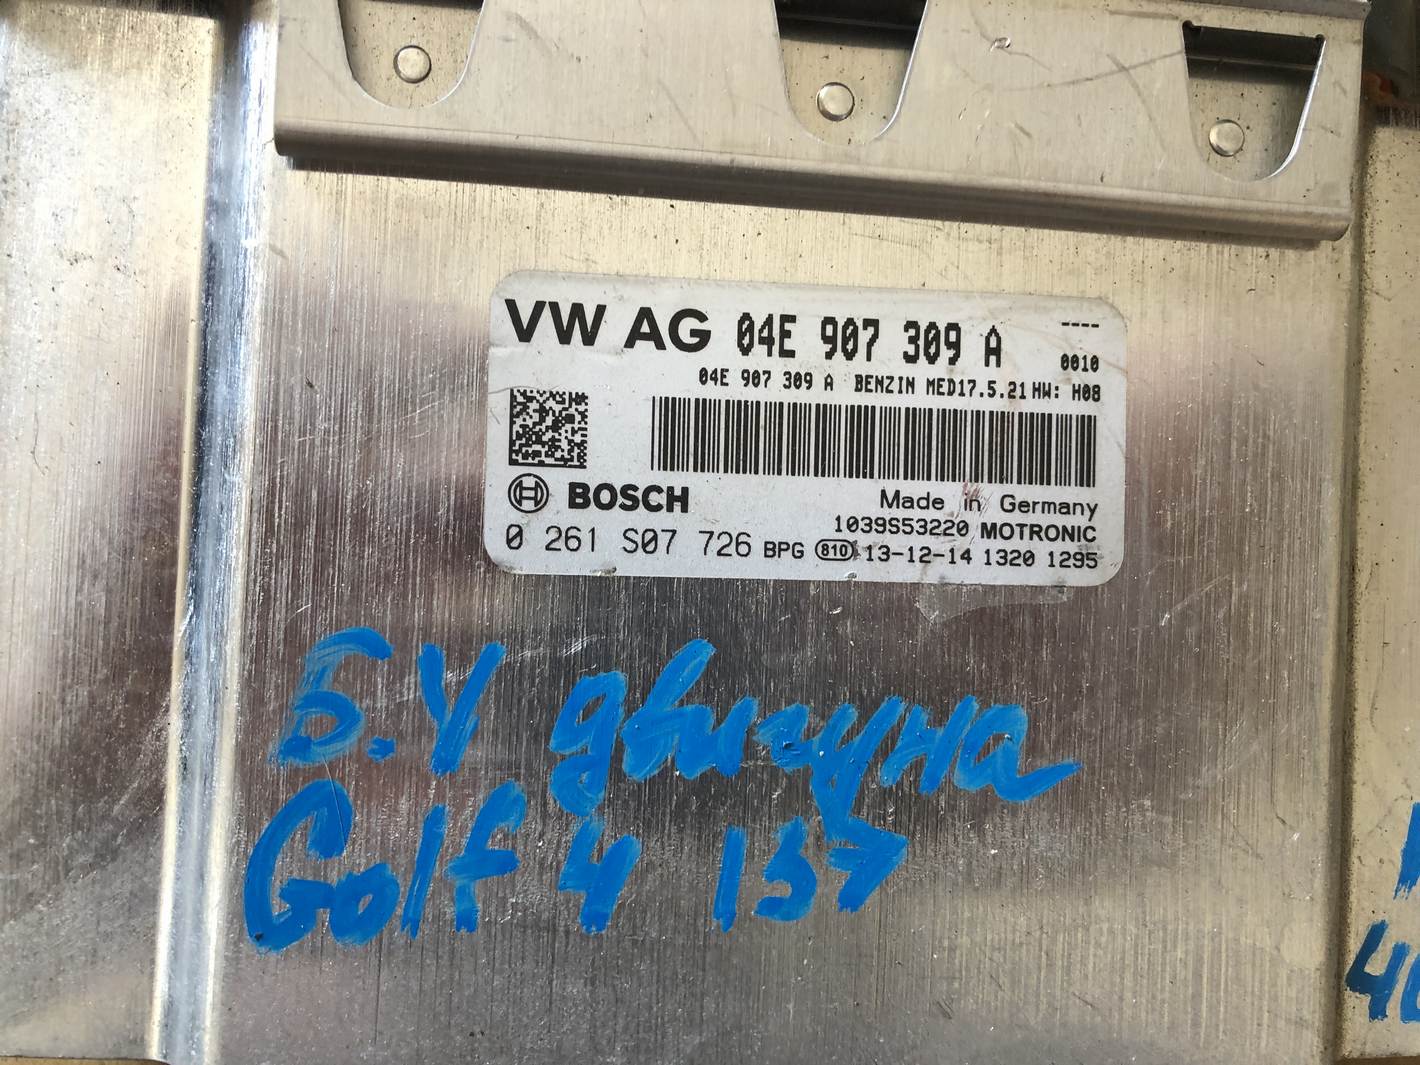 VW AG 04E 907 309 A ----
0010
04E 907 309 A BENZIN MED17.5.21 HW: H08
BOSCH
Made in Germany
1039S53220 MOTRONIC
0 261 S07 726 BPG 810 13-12-14 1320 1295
Б.У двигуна
Golf 4 157